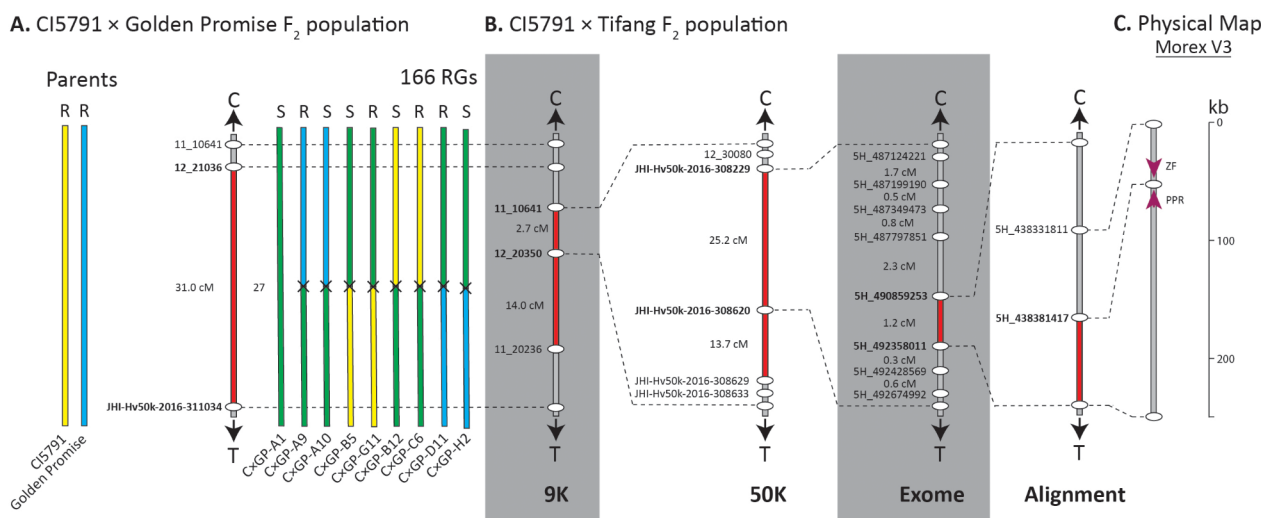 A. CI5791 × Golden Promise F2 population
B. CI5791 × Tifang F2 population
C. Physical Map
Morex V3
Parents
R R
CI5791
Golden Promise
166 RGs
C
11_10641
12_21036
31.0 cM
27
JHI-Hv50k-2016-311034
T
S R S S R S R R S
CxGP-A1
CxGP-A9
CxGP-A10
CxGP-B5
CxGP-G11
CxGP-B12
CxGP-C6
CxGP-D11
CxGP-H2
C
11_10641
2.7 cM
12_20350
14.0 cM
11_20236
T
9K
C
12_30080
JHI-Hv50k-2016-308229
25.2 cM
JHI-Hv50k-2016-308620
13.7 cM
JHI-Hv50k-2016-308629
JHI-Hv50k-2016-308633
T
50K
C
5H_487124221
1.7 cM
5H_487199190
0.5 cM
5H_487349473
0.8 cM
5H_487797851
2.3 cM
5H_490859253
1.2 cM
5H_492358011
0.3 cM
5H_492428569
0.6 cM
5H_492674992
T
Exome
C
5H_438331811
5H_438381417
T
Alignment
kb
0
ZF
PPR
100
200